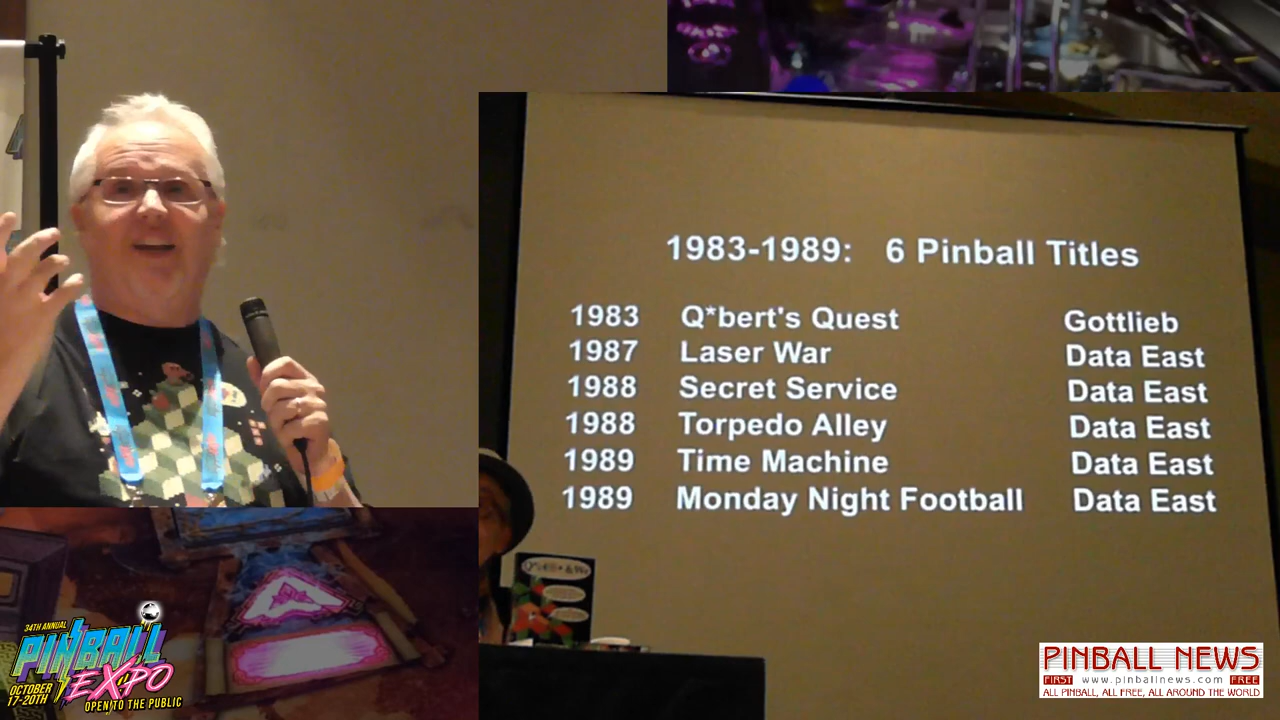 1983-1989: 6 Pinball Titles
1983 Q*bert's Quest Gottlieb
1987 Laser War Data East
1988 Secret Service Data East
1988 Torpedo Alley Data East
1989 Time Machine Data East
1989 Monday Night Football Data East
34TH ANNUAL
PINBALL
EXPO
OCTOBER
17-20TH
OPEN TO THE PUBLIC
PINBALL NEWS
FIRST www.pinballnews.com FREE
ALL PINBALL, ALL FREE, ALL AROUND THE WORLD